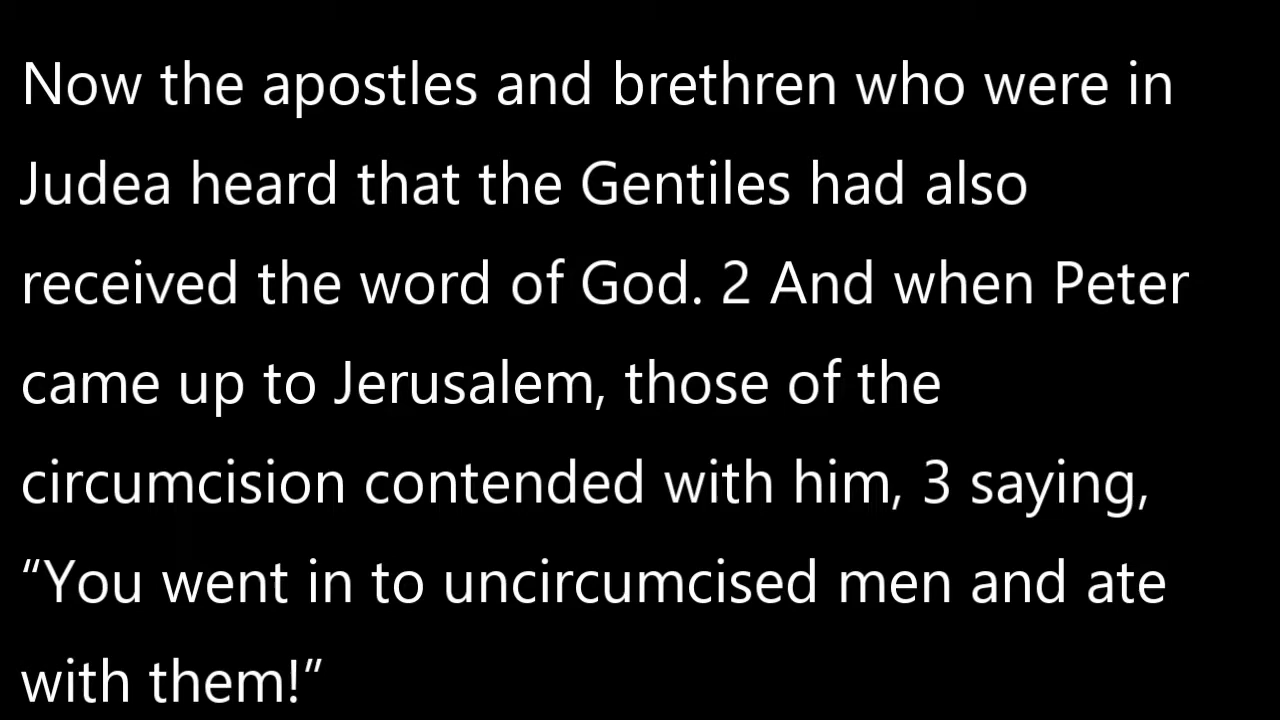 Now the apostles and brethren who were in
Judea heard that the Gentiles had also
received the word of God. 2 And when Peter
came up to Jerusalem, those of the
circumcision contended with him, 3 saying,
“You went in to uncircumcised men and ate
with them!”